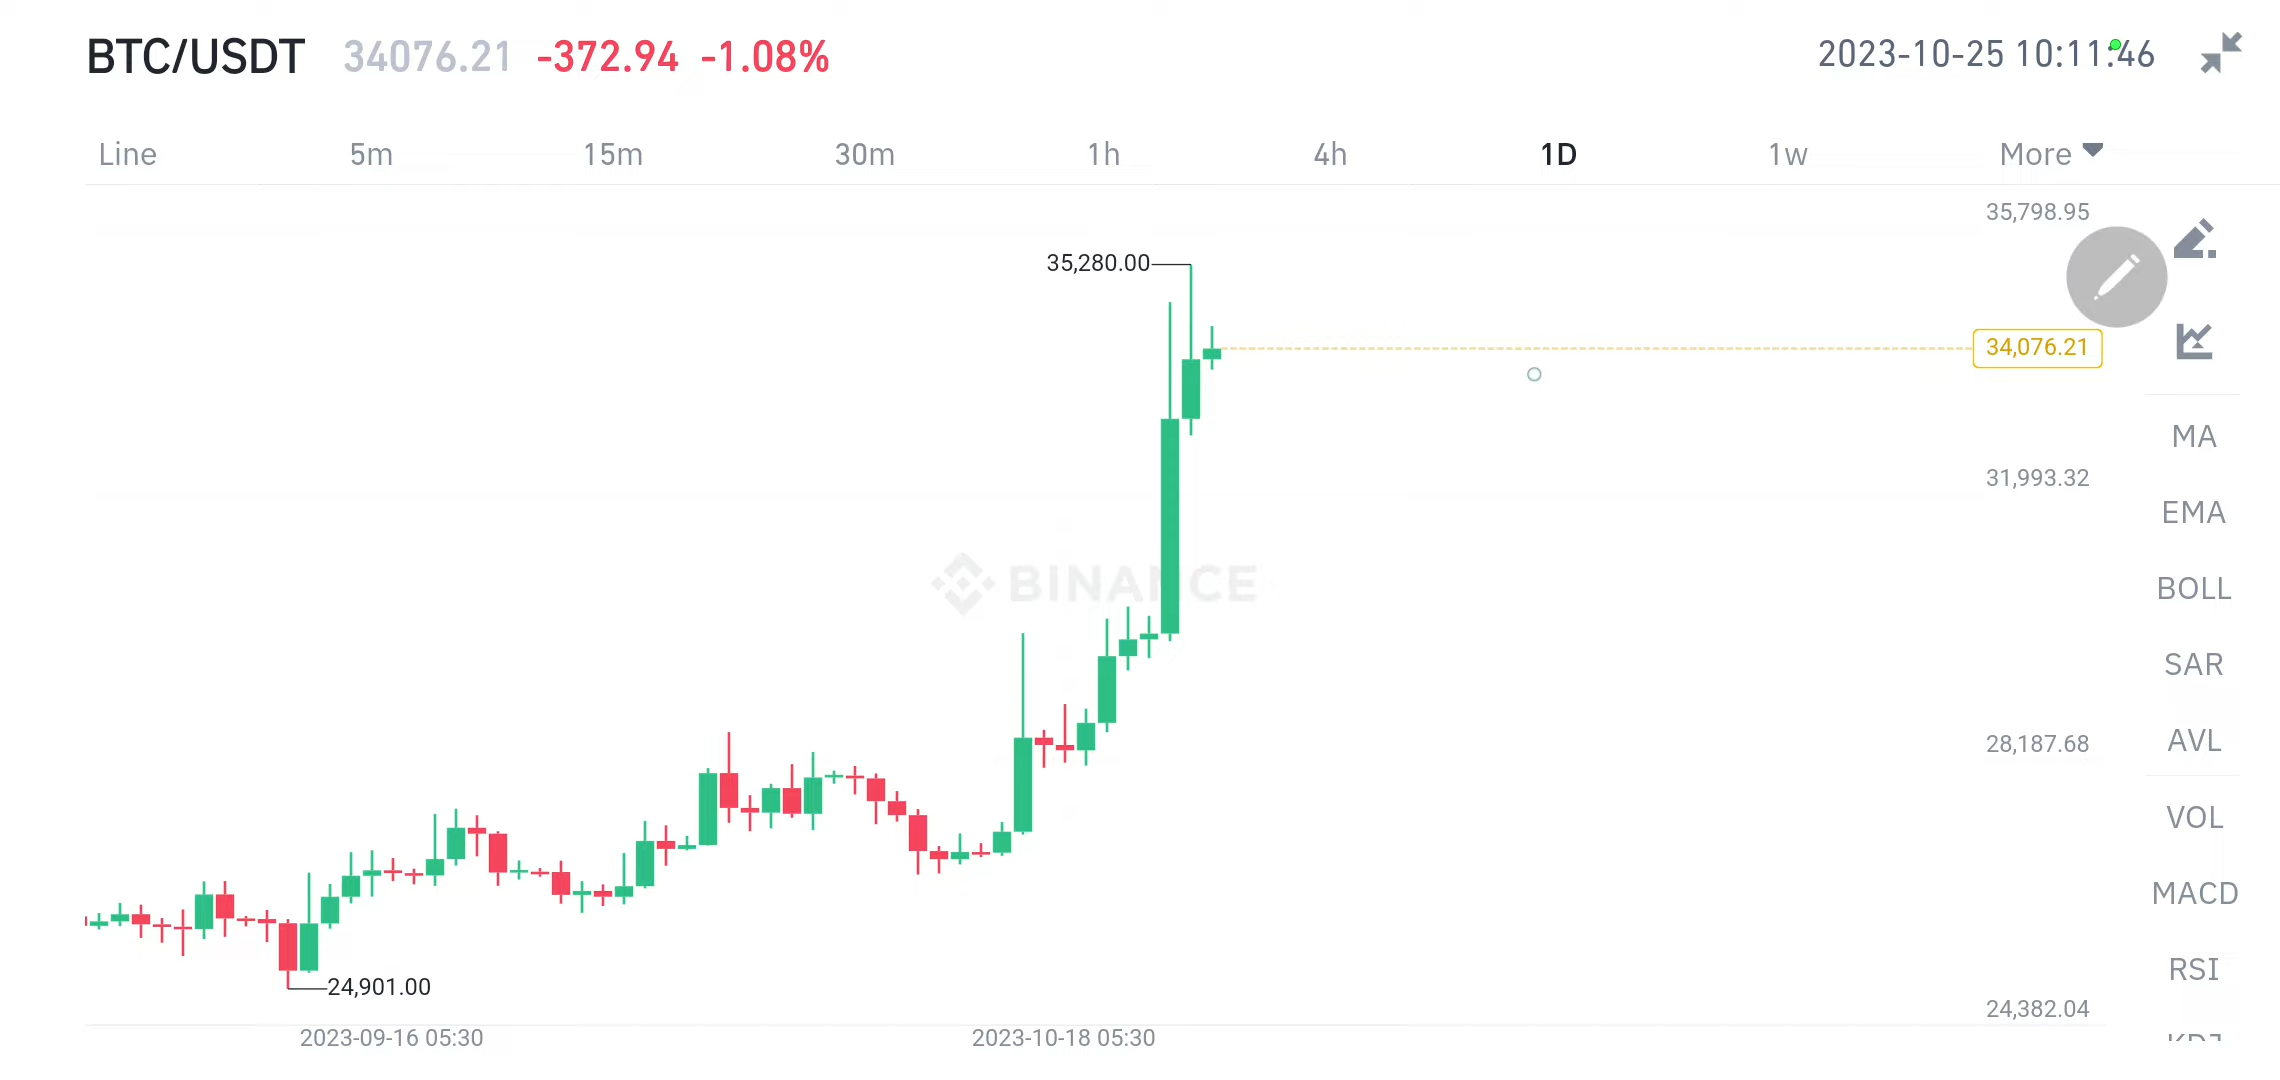 BTC/USDT 34076.21 -372.94 -1.08% 2023-10-25 10:11:46
Line 5m 15m 30m 1h 4h 1D 1w More
35,798.95
35,280.00
34,076.21
MA
31,993.32
EMA
BINANCE
BOLL
SAR
AVL
28,187.68
VOL
MACD
RSI
24,901.00
24,382.04
2023-09-16 05:30 2023-10-18 05:30